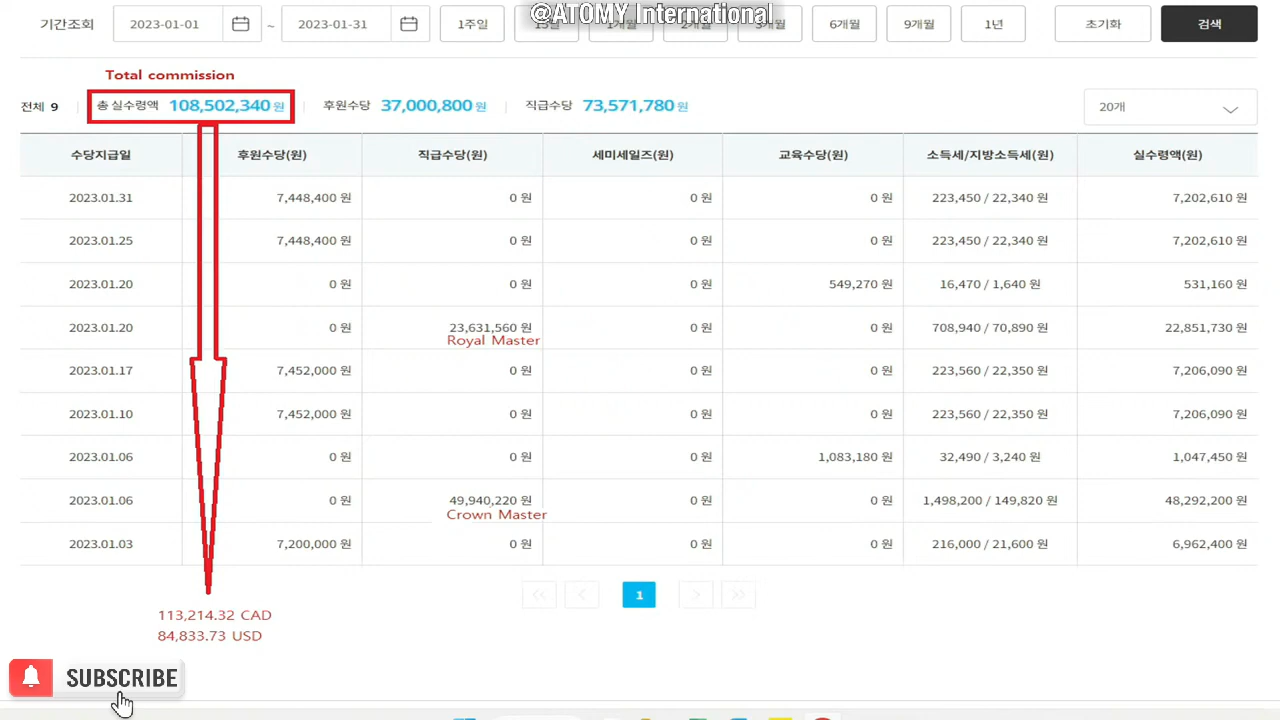 @ATOMY International
기간조회 2023-01-01 ~ 2023-01-31 1주일 15일 1개월 2개월 3개월 6개월 9개월 1년 초기화 검색
Total commission
전체 9 총 실수령액 108,502,340 원 후원수당 37,000,800 원 직급수당 73,571,780 원 20개
수당지급일 후원수당(원) 직급수당(원) 세미세일즈(원) 교육수당(원) 소득세/지방소득세(원) 실수령액(원)
2023.01.31 7,448,400 원 0 원 0 원 0 원 223,450 / 22,340 원 7,202,610 원
2023.01.25 7,448,400 원 0 원 0 원 0 원 223,450 / 22,340 원 7,202,610 원
2023.01.20 0 원 0 원 0 원 549,270 원 16,470 / 1,640 원 531,160 원
2023.01.20 0 원 23,631,560 원 0 원 0 원 708,940 / 70,890 원 22,851,730 원
Royal Master
2023.01.17 7,452,000 원 0 원 0 원 0 원 223,560 / 22,350 원 7,206,090 원
2023.01.10 7,452,000 원 0 원 0 원 0 원 223,560 / 22,350 원 7,206,090 원
2023.01.06 0 원 0 원 0 원 1,083,180 원 32,490 / 3,240 원 1,047,450 원
2023.01.06 0 원 49,940,220 원 0 원 0 원 1,498,200 / 149,820 원 48,292,200 원
Crown Master
2023.01.03 7,200,000 원 0 원 0 원 0 원 216,000 / 21,600 원 6,962,400 원
<< < 1 > >>
113,214.32 CAD
84,833.73 USD
SUBSCRIBE